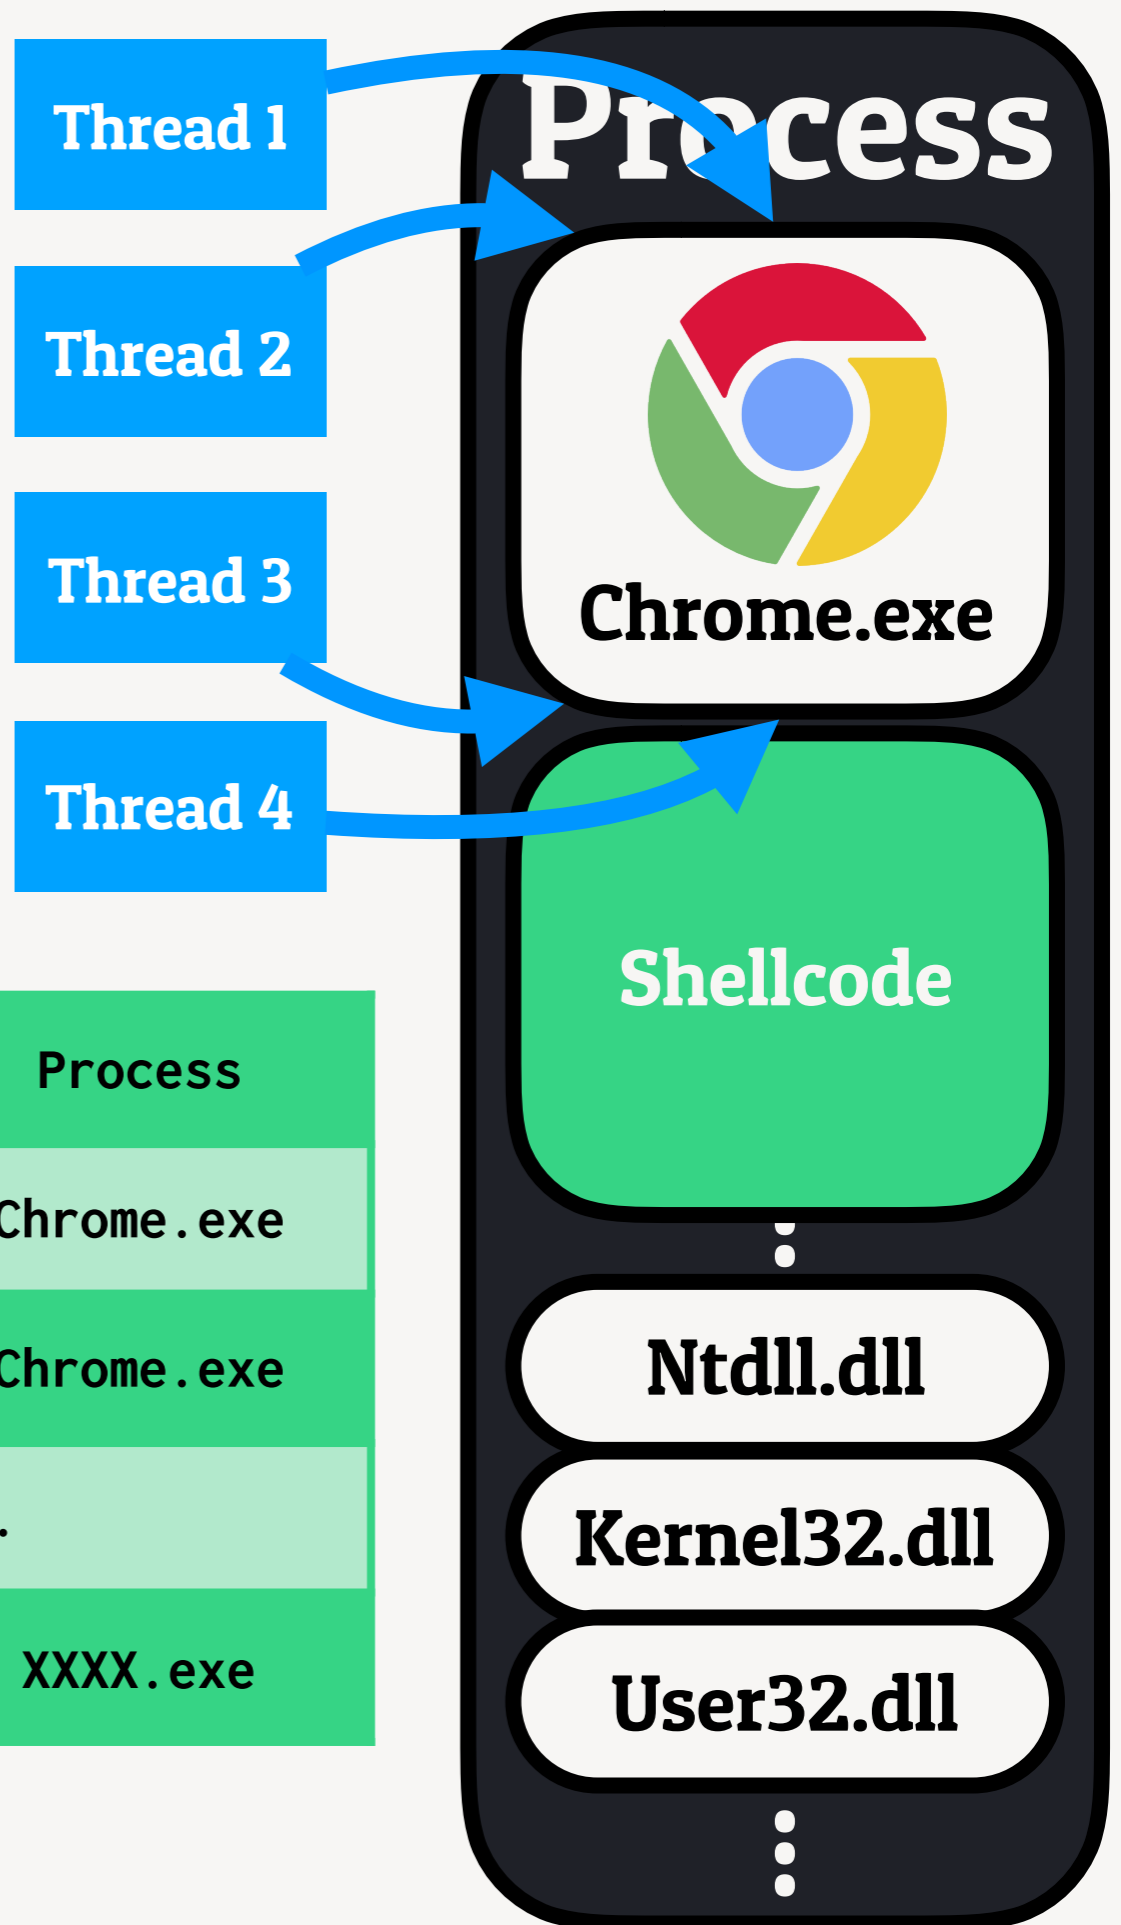 Process
Thread 1
Thread 2
Thread 3
Thread 4
Chrome.exe
Shellcode
Process
Chrome.exe
Chrome.exe
.
XXXX.exe
Ntdll.dll
Kernel32.dll
User32.dll